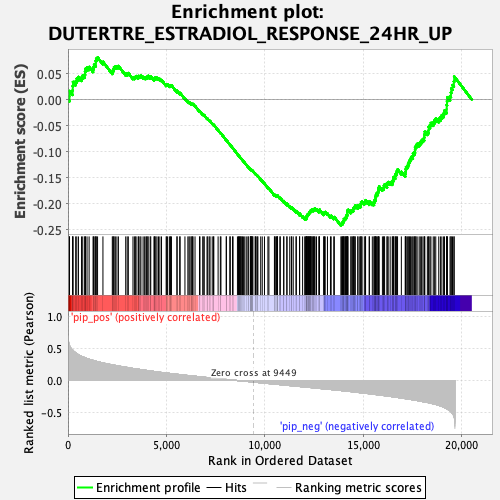 Enrichment plot:
DUTERTRE_ESTRADIOL_RESPONSE_24HR_UP
Enrichment score (ES)
0.05
0.00
-0.05
-0.10
-0.15
-0.20
-0.25
'pip_pos' (positively correlated)
Ranked list metric (Pearson)
1.0
0.5
0.0
-0.5
Zero cross at 9449
'pip_neg' (negatively correlated)
0
5,000
10,000
15,000
20,000
Rank in Ordered Dataset
Enrichment profile
Hits
Ranking metric scores